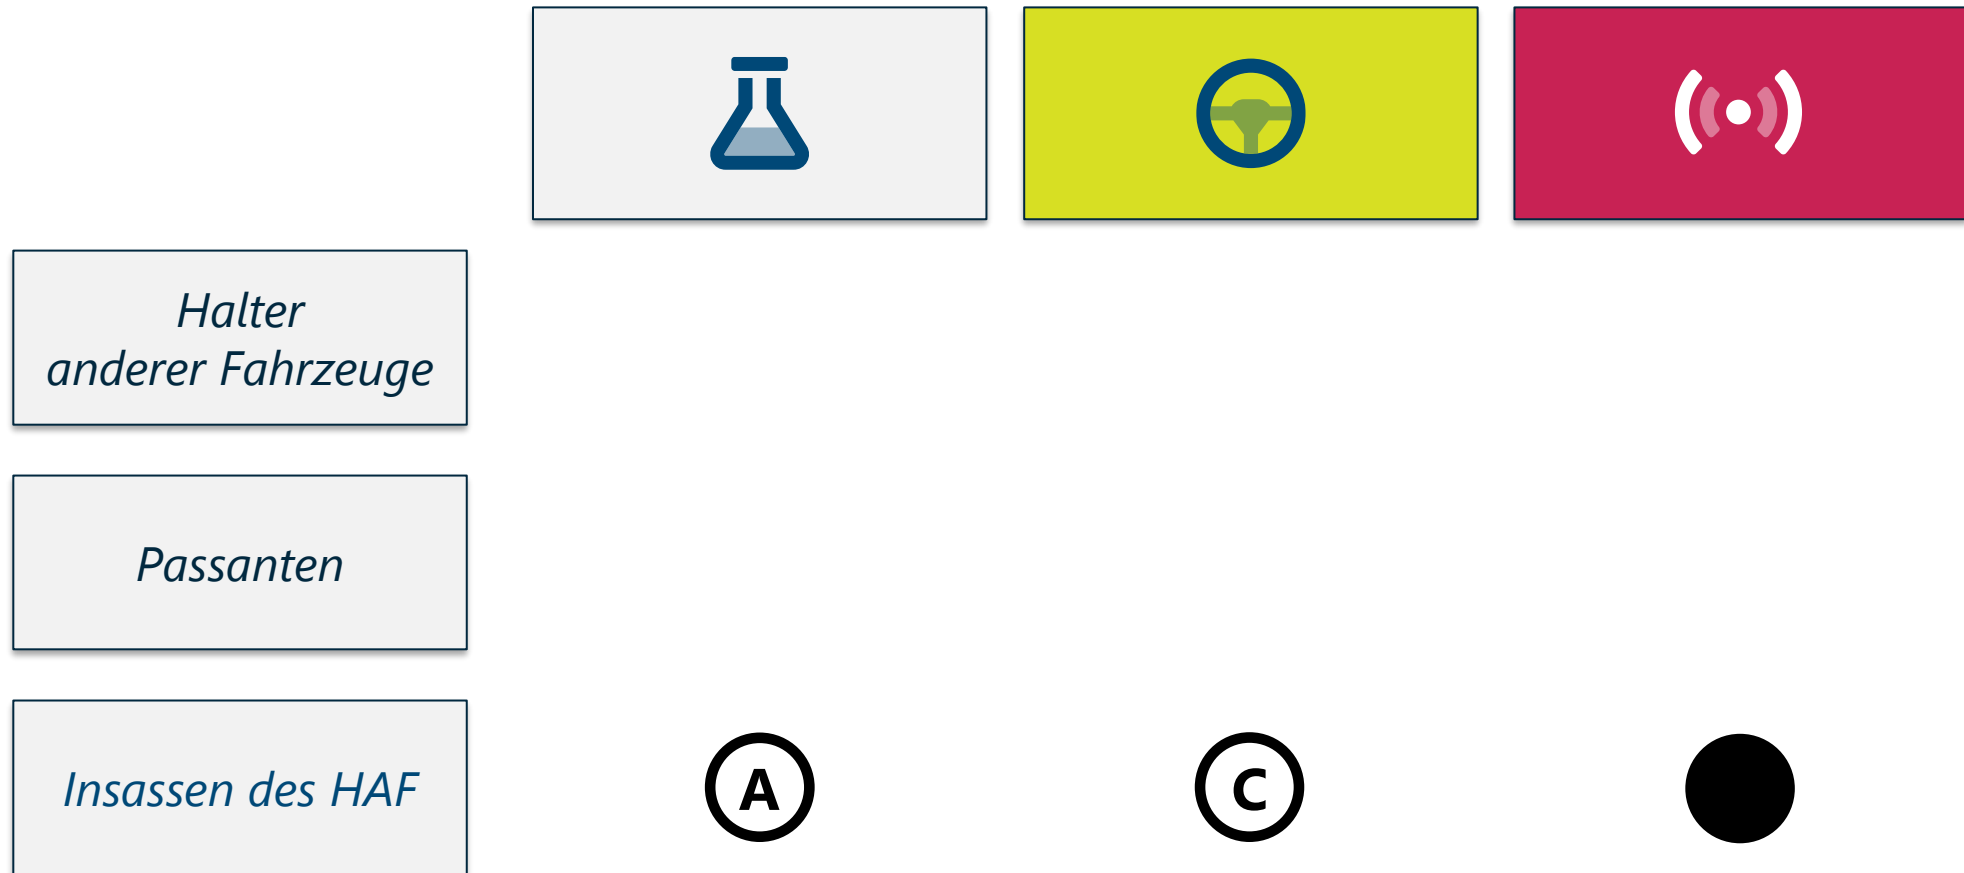 Halter
anderer Fahrzeuge
Passanten
Insassen des HAF
A
C